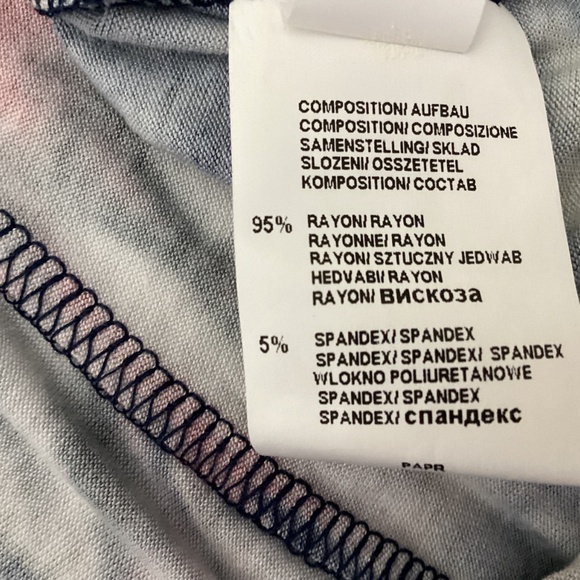 COMPOSITION/ AUFBAU
COMPOSITION/ COMPOSIZIONE
SAMENSTELLING/ SKLAD
SLOZENI/ OSSZETETEL
KOMPOSITION/ СОСТАВ
95% RAYON/ RAYON
RAYONNE/ RAYON
RAYON/ SZTUCZNY JEDWAB
HEDVABI/ RAYON
RAYON/ ВИСКОЗА
5% SPANDEX/ SPANDEX
SPANDEX/ SPANDEX/ SPANDEX
WLOKNO POLIURETANOWE
SPANDEX/ SPANDEX
SPANDEX/ спандекс